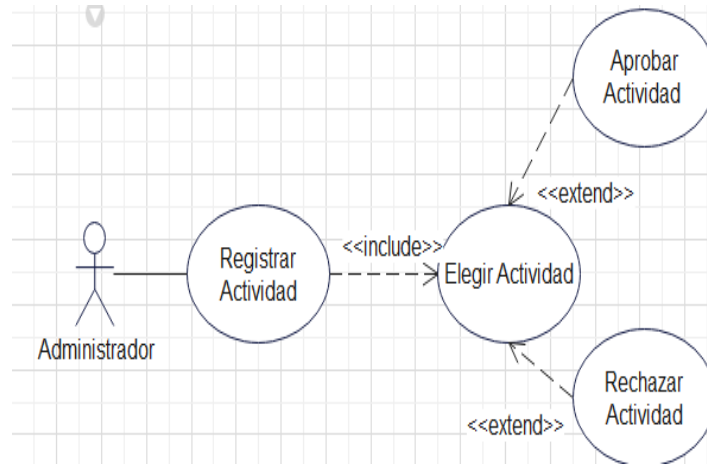 Aprobar
Actividad
<<extend>>
Registrar
Actividad
<<include>>
Elegir Actividad
Administrador
Rechazar
Actividad
<<extend>>